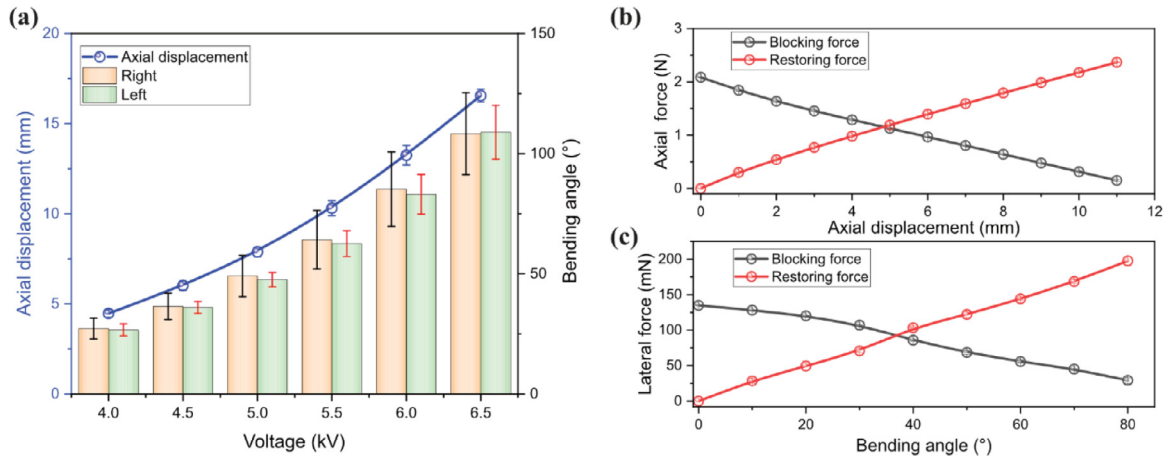 (a)
20
15
10
5
0
Axial displacement (mm)
Axial displacement
Right
Left
150
100
50
0
Bending angle (°)
4.0 4.5 5.0 5.5 6.0 6.5
Voltage (kV)
(b)
3
2
1
0
Axial force (N)
Blocking force
Restoring force
0 2 4 6 8 10 12
Axial displacement (mm)
(c)
200
150
100
50
0
Lateral force (mN)
Blocking force
Restoring force
0 20 40 60 80
Bending angle (°)